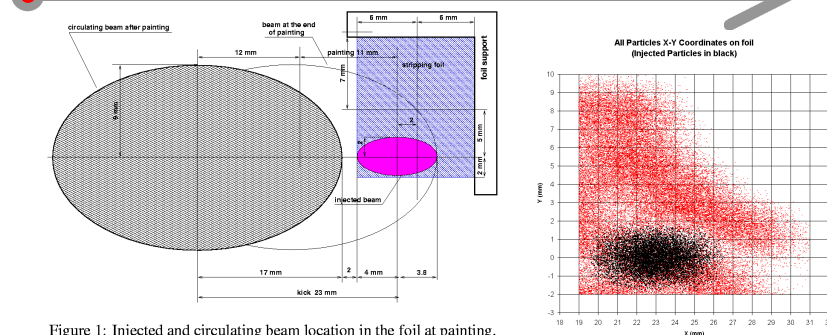 circulating beam after painting
beam at the end
of painting
6 mm
6 mm
12 mm
painting 11 mm
stripping foil
foil support
7 mm
9 mm
2
2
5 mm
2 mm
injected beam
17 mm
2
4 mm
3.8
kick 23 mm
Figure 1: Injected and circulating beam location in the foil at painting.
All Particles X-Y Coordinates on foil
(Injected Particles in black)
Y (mm)
10
9
8
7
6
5
4
3
2
1
0
-1
-2
-3
18 19 20 21 22 23 24 25 26 27 28 29 30 31
X (mm)